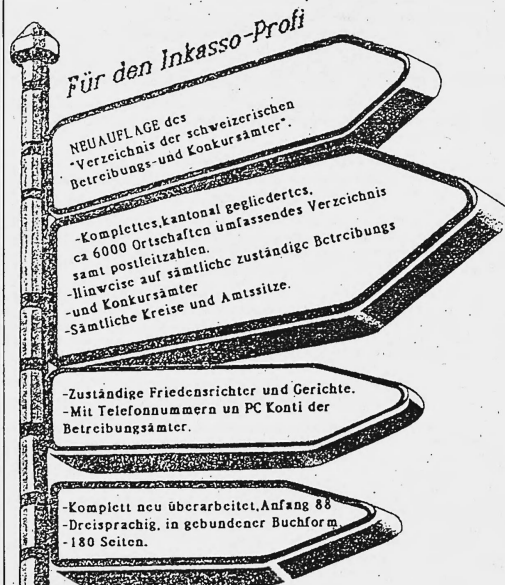 Für den Inkasso-Profi
NEUAUFLAGE des
"Verzeichnis der schweizerischen
Betreibungs-und Konkursämter".
-Komplettes,kantonal gegliedertes,
ca 6000 Ortschaften umfassendes Verzeichnis
samt postleitzahlen.
-Hinweise auf sämtliche zuständige Betreibungs
-und Konkursämter
-Sämtliche Kreise und Amtssitze.
-Zuständige Friedensrichter und Gerichte.
-Mit Telefonnummern un PC Konti der
Betreibungsämter.
-Komplett neu überarbeitet,Anfang 88
-Dreisprachig, in gebundener Buchform,
-180 Seiten.